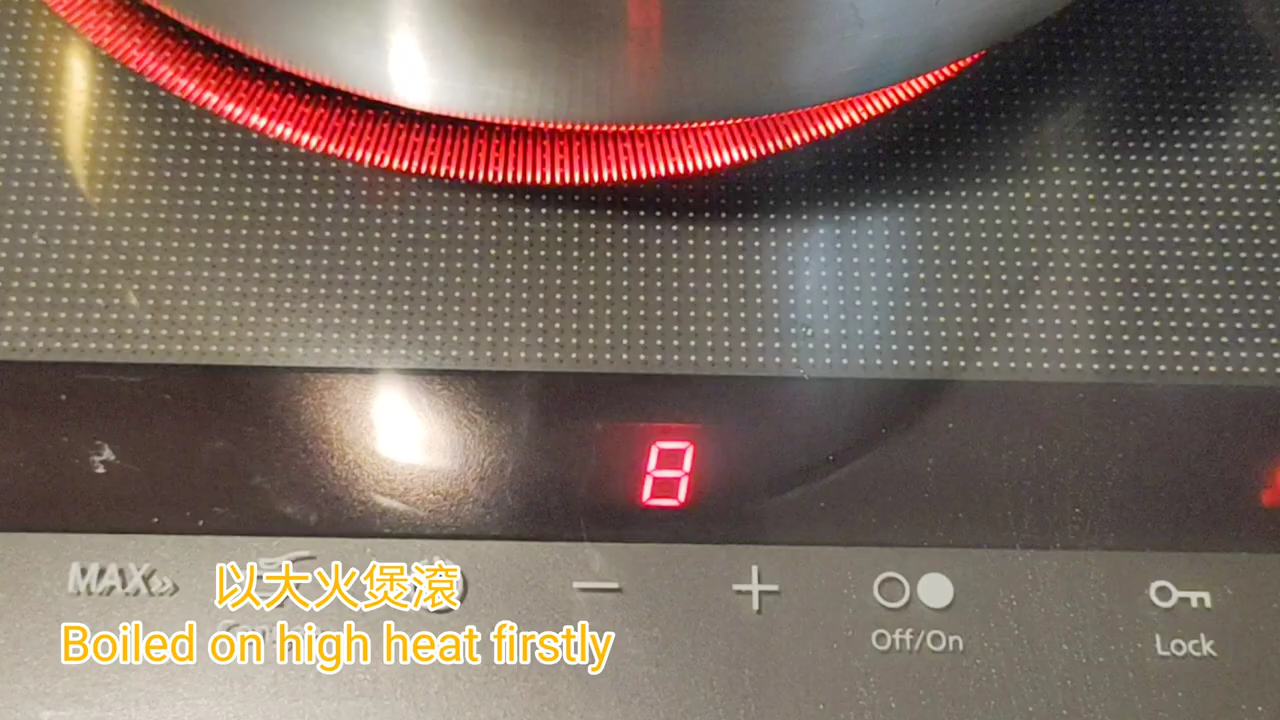 8
MAX»
以大火煲滾
Boiled on high heat firstly
Off/On
Lock